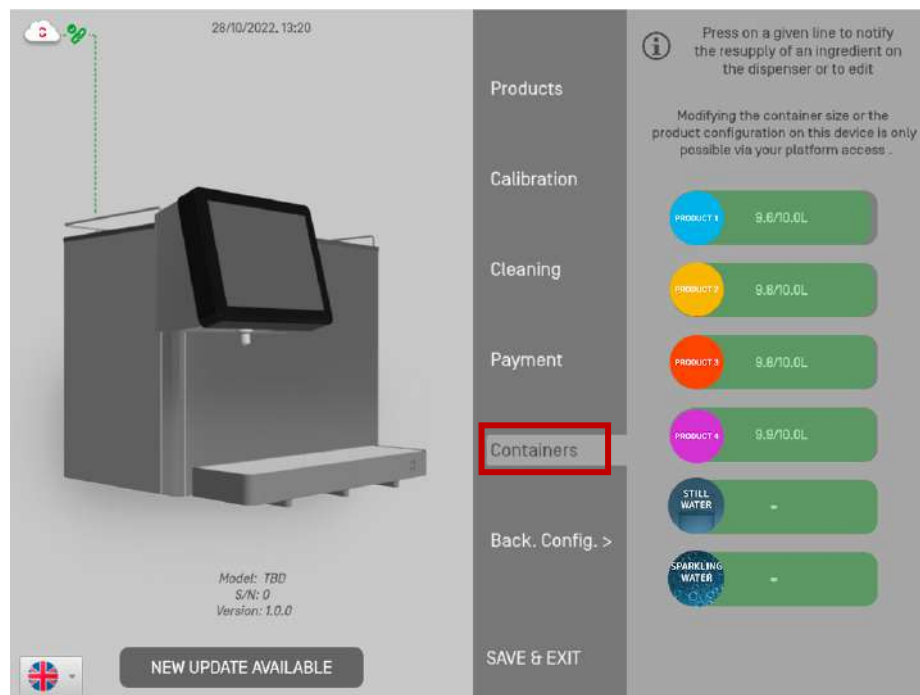 28/10/2022, 13:20
Model: TBD
S/N: 0
Version: 1.0.0
NEW UPDATE AVAILABLE
Products
Calibration
Cleaning
Payment
Containers
Back. Config. >
SAVE & EXIT
Press on a given line to notify
the resupply of an ingredient on
the dispenser or to edit
Modifying the container size or the
product configuration on this device is only
possible via your platform access .
PRODUCT 1
9.6/10.0L
PRODUCT 2
9.8/10.0L
PRODUCT 3
9.8/10.0L
PRODUCT 4
9.9/10.0L
STILL
WATER
-
SPARKLING
WATER
-